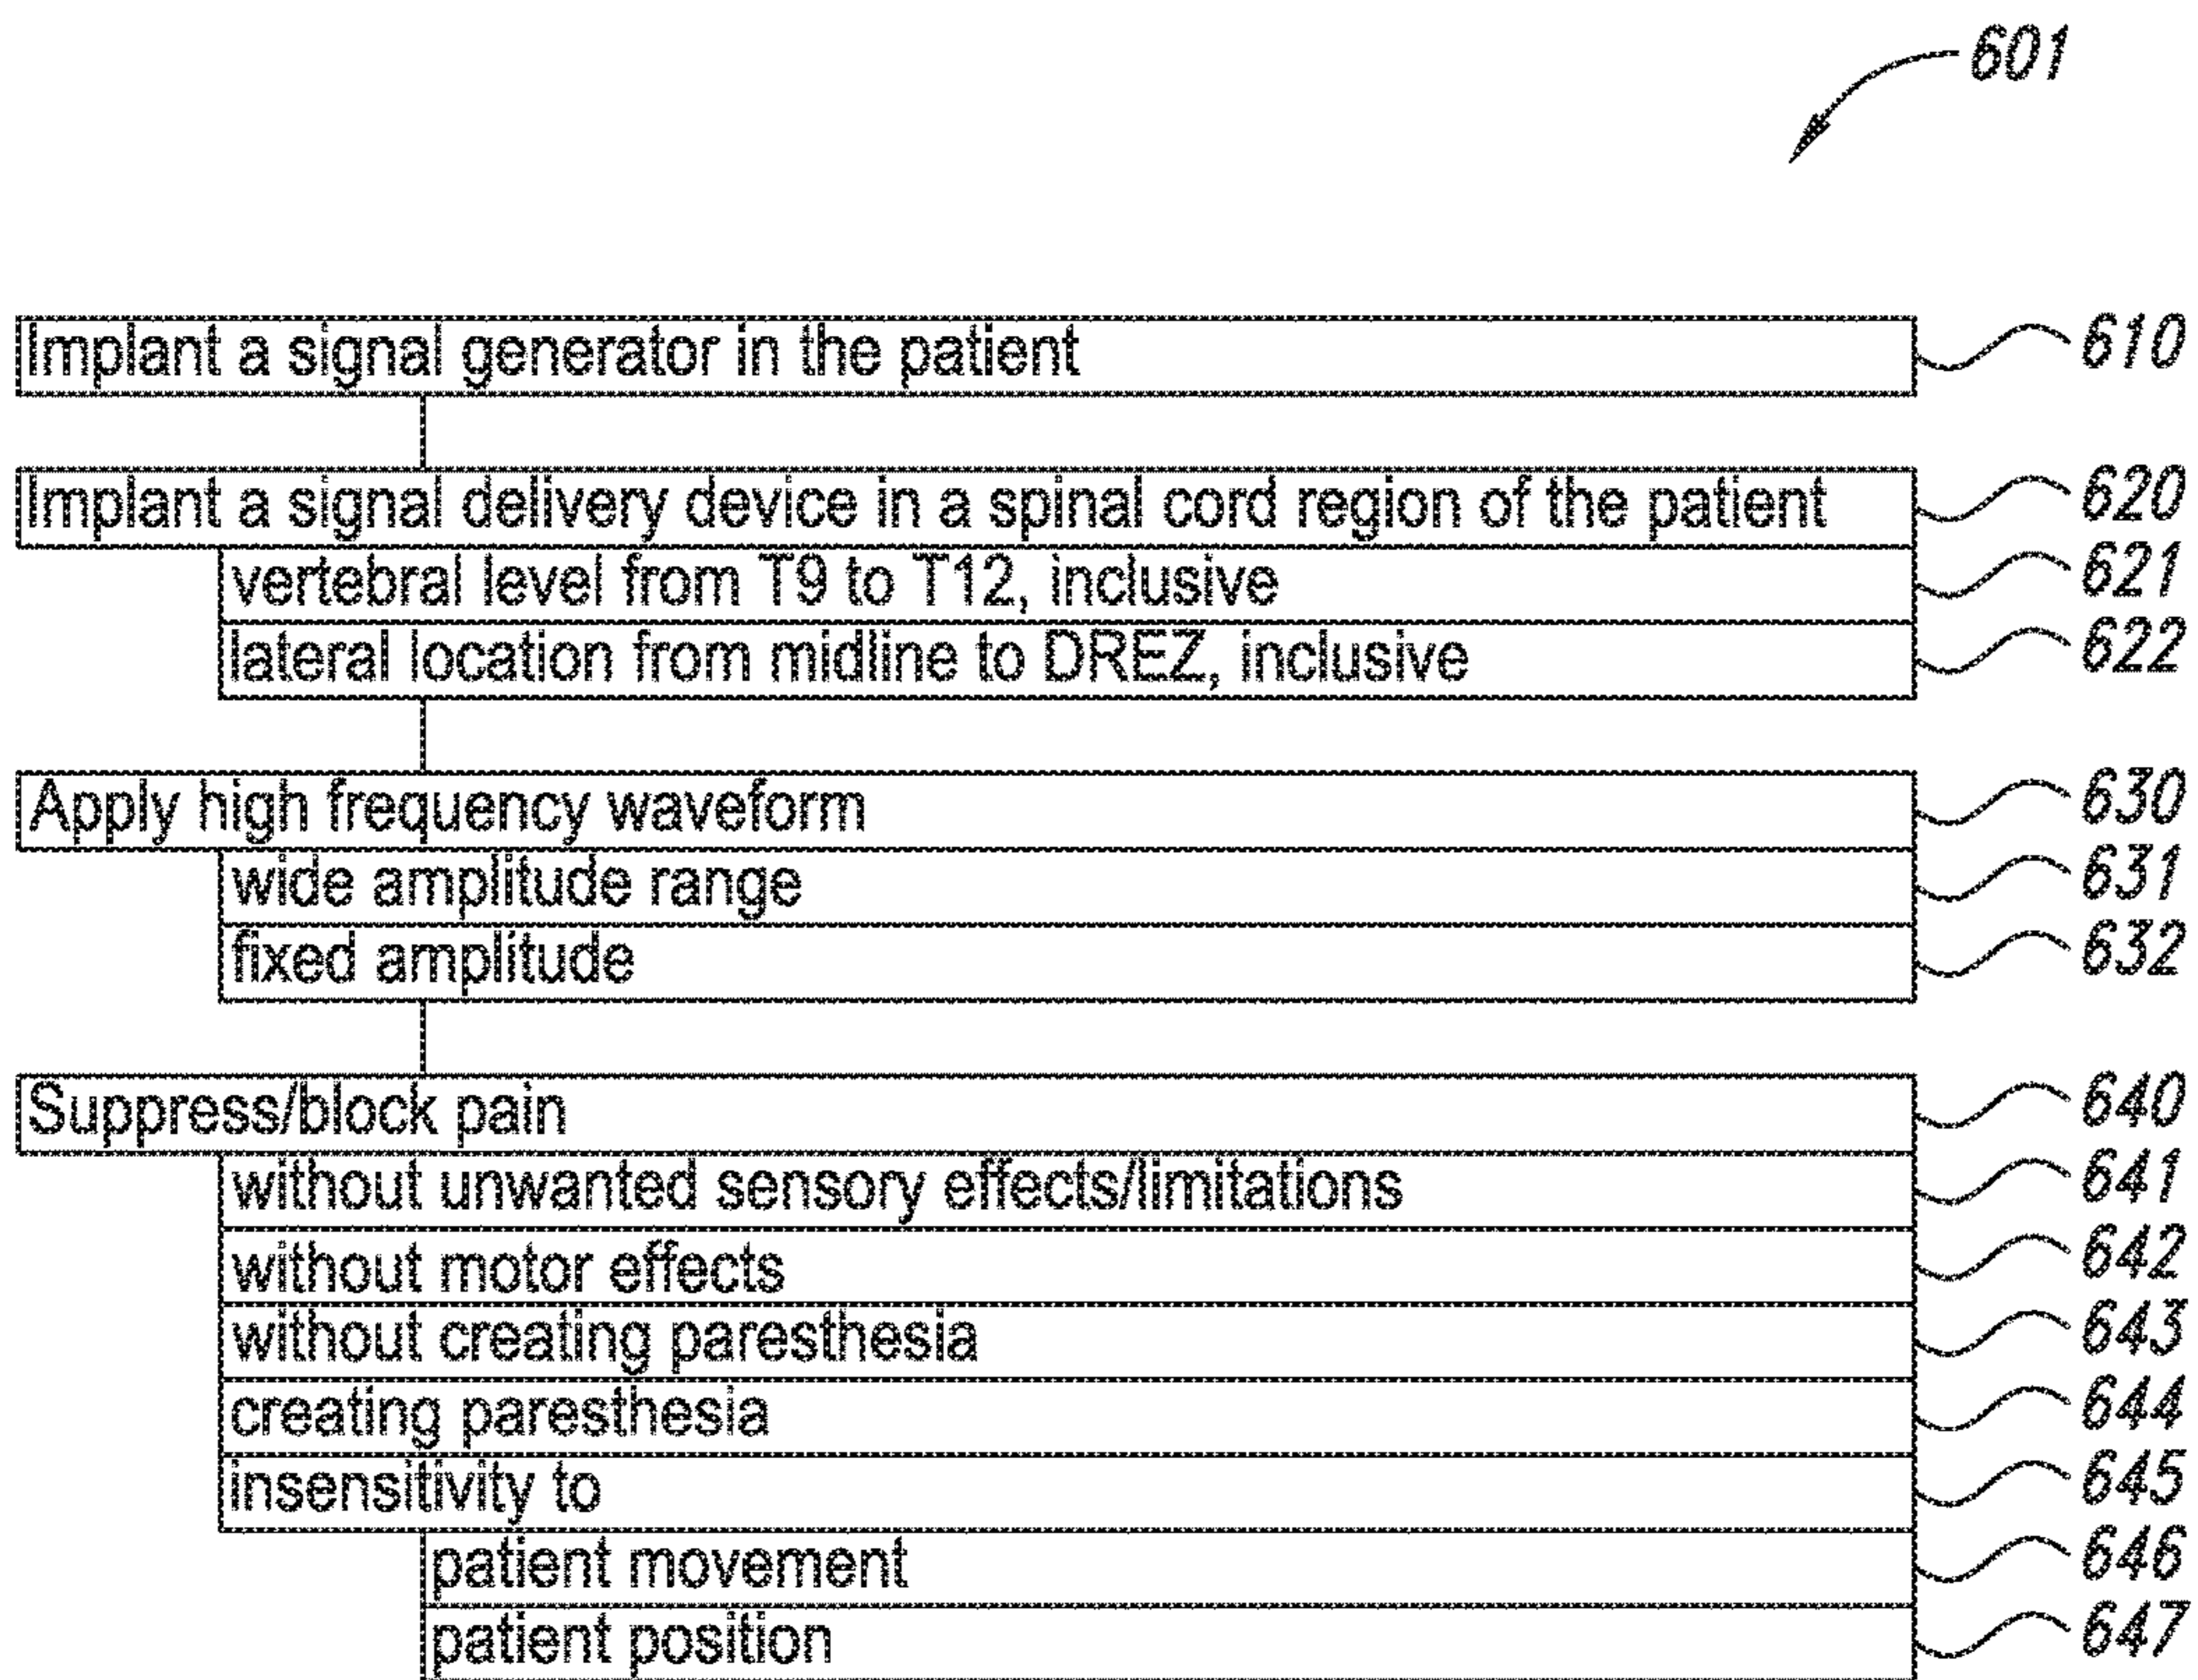 601
Implant a signal generator in the patient 610
Implant a signal delivery device in a spinal cord region of the patient 620
vertebral level from T9 to T12, inclusive 621
lateral location from midline to DREZ, inclusive 622
Apply high frequency waveform 630
wide amplitude range 631
fixed amplitude 632
Suppress/block pain 640
without unwanted sensory effects/limitations 641
without motor effects 642
without creating paresthesia 643
creating paresthesia 644
insensitivity to 645
patient movement 646
patient position 647